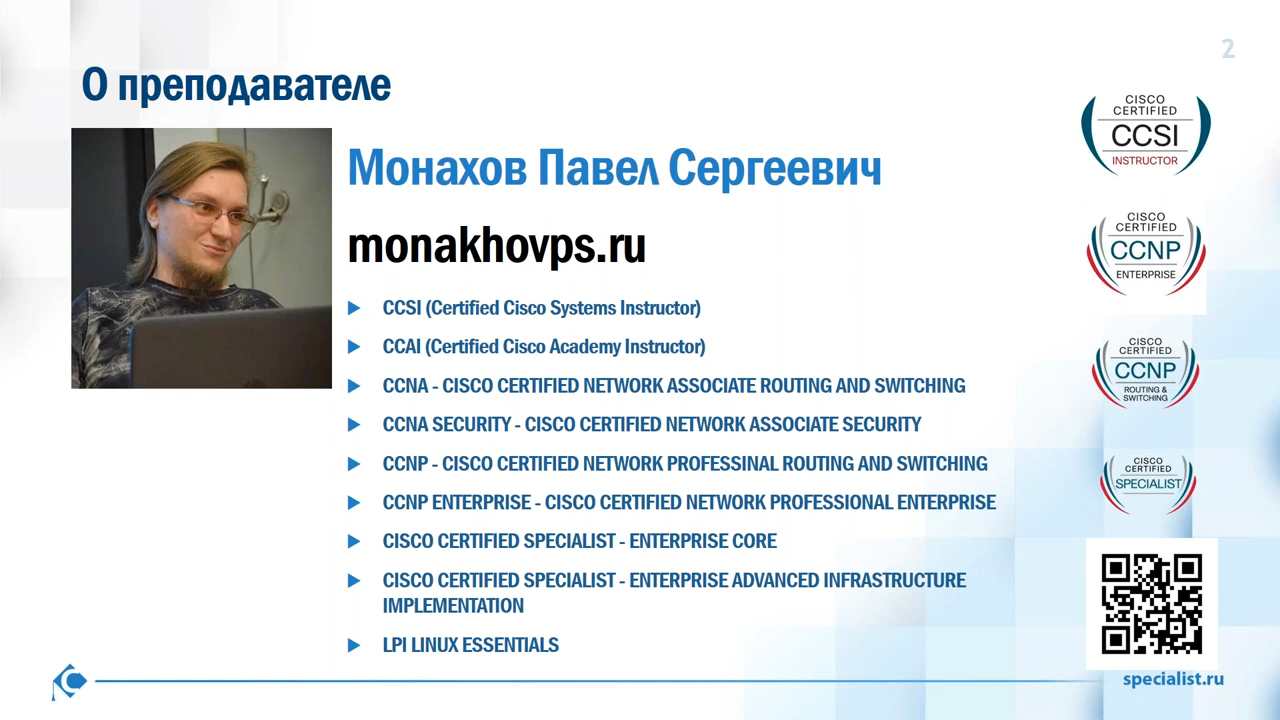 2
О преподавателе
Монахов Павел Сергеевич
monakhovps.ru
CCSI (Certified Cisco Systems Instructor)
CCAI (Certified Cisco Academy Instructor)
CCNA - CISCO CERTIFIED NETWORK ASSOCIATE ROUTING AND SWITCHING
CCNA SECURITY - CISCO CERTIFIED NETWORK ASSOCIATE SECURITY
CCNP - CISCO CERTIFIED NETWORK PROFESSINAL ROUTING AND SWITCHING
CCNP ENTERPRISE - CISCO CERTIFIED NETWORK PROFESSIONAL ENTERPRISE
CISCO CERTIFIED SPECIALIST - ENTERPRISE CORE
CISCO CERTIFIED SPECIALIST - ENTERPRISE ADVANCED INFRASTRUCTURE
IMPLEMENTATION
LPI LINUX ESSENTIALS
CISCO
CERTIFIED
CCSI
INSTRUCTOR
CISCO
CERTIFIED
CCNP
ENTERPRISE
CISCO
CERTIFIED
CCNP
ROUTING &
SWITCHING
CISCO
CERTIFIED
SPECIALIST
specialist.ru